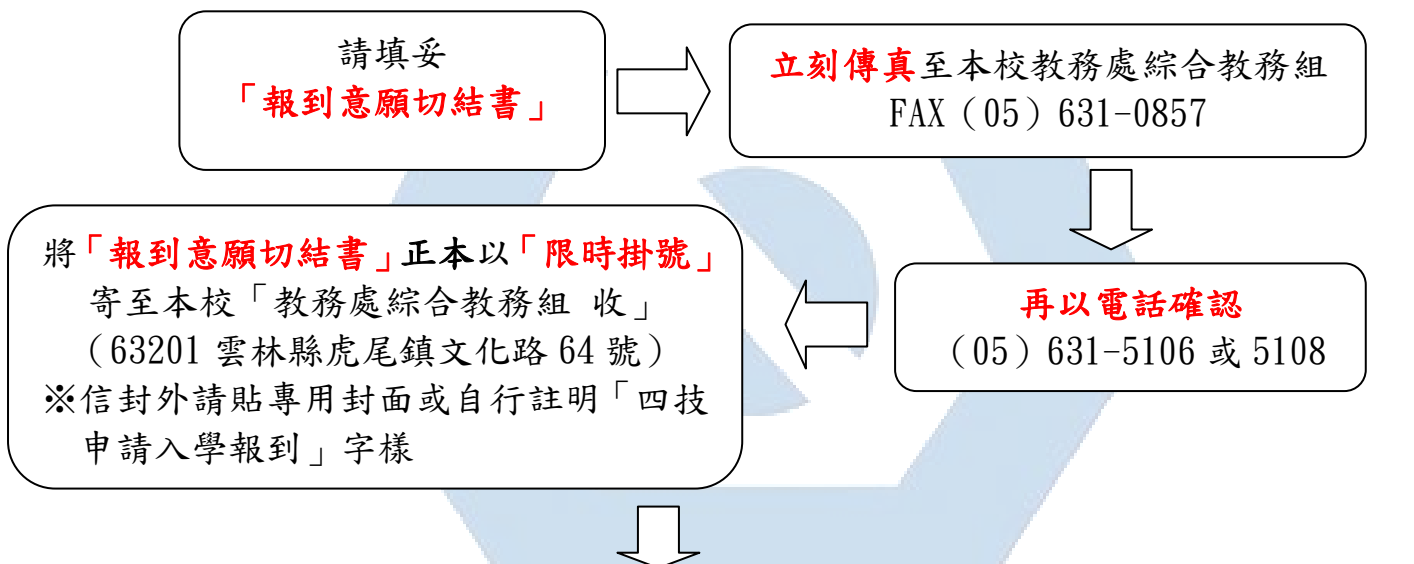 請填妥
「報到意願切結書」
立刻傳真至本校教務處綜合教務組
FAX（05）631-0857
再以電話確認
（05）631-5106 或 5108
將「報到意願切結書」正本以「限時掛號」
寄至本校「教務處綜合教務組 收」
（63201 雲林縣虎尾鎮文化路 64 號）
※信封外請貼專用封面或自行註明「四技
申請入學報到」字樣